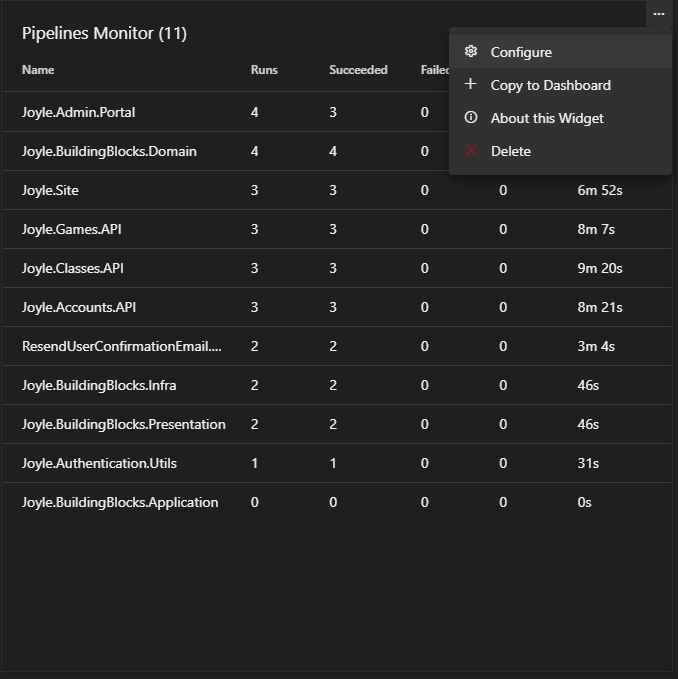 Pipelines Monitor (11)
Configure
Copy to Dashboard
About this Widget
Delete
Name Runs Succeeded
Joyle.Admin.Portal 4 3 0
Joyle.BuildingBlocks.Domain 4 4 0
Joyle.Site 3 3 0 0 6m 52s
Joyle.Games.API 3 3 0 0 8m 7s
Joyle.Classes.API 3 3 0 0 9m 20s
Joyle.Accounts.API 3 3 0 0 8m 21s
ResendUserConfirmationEmail.... 2 2 0 0 3m 4s
Joyle.BuildingBlocks.Infra 2 2 0 0 46s
Joyle.BuildingBlocks.Presentation 2 2 0 0 46s
Joyle.Authentication.Utils 1 1 0 0 31s
Joyle.BuildingBlocks.Application 0 0 0 0 0s